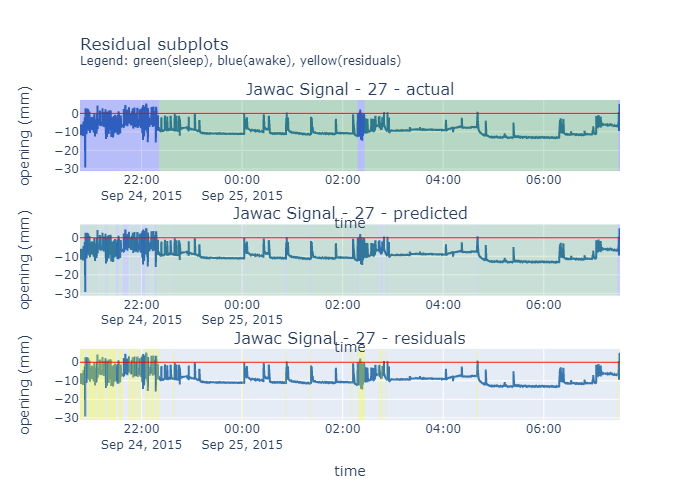 Residual subplots
Legend: green(sleep), blue(awake), yellow(residuals)
Jawac Signal - 27 - actual
opening (mm)
0
−10
−20
−30
22:00
Sep 24, 2015
00:00
Sep 25, 2015
02:00
04:00
06:00
time
Jawac Signal - 27 - predicted
opening (mm)
0
−10
−20
−30
22:00
Sep 24, 2015
00:00
Sep 25, 2015
02:00
04:00
06:00
time
Jawac Signal - 27 - residuals
opening (mm)
0
−10
−20
−30
22:00
Sep 24, 2015
00:00
Sep 25, 2015
02:00
04:00
06:00
time